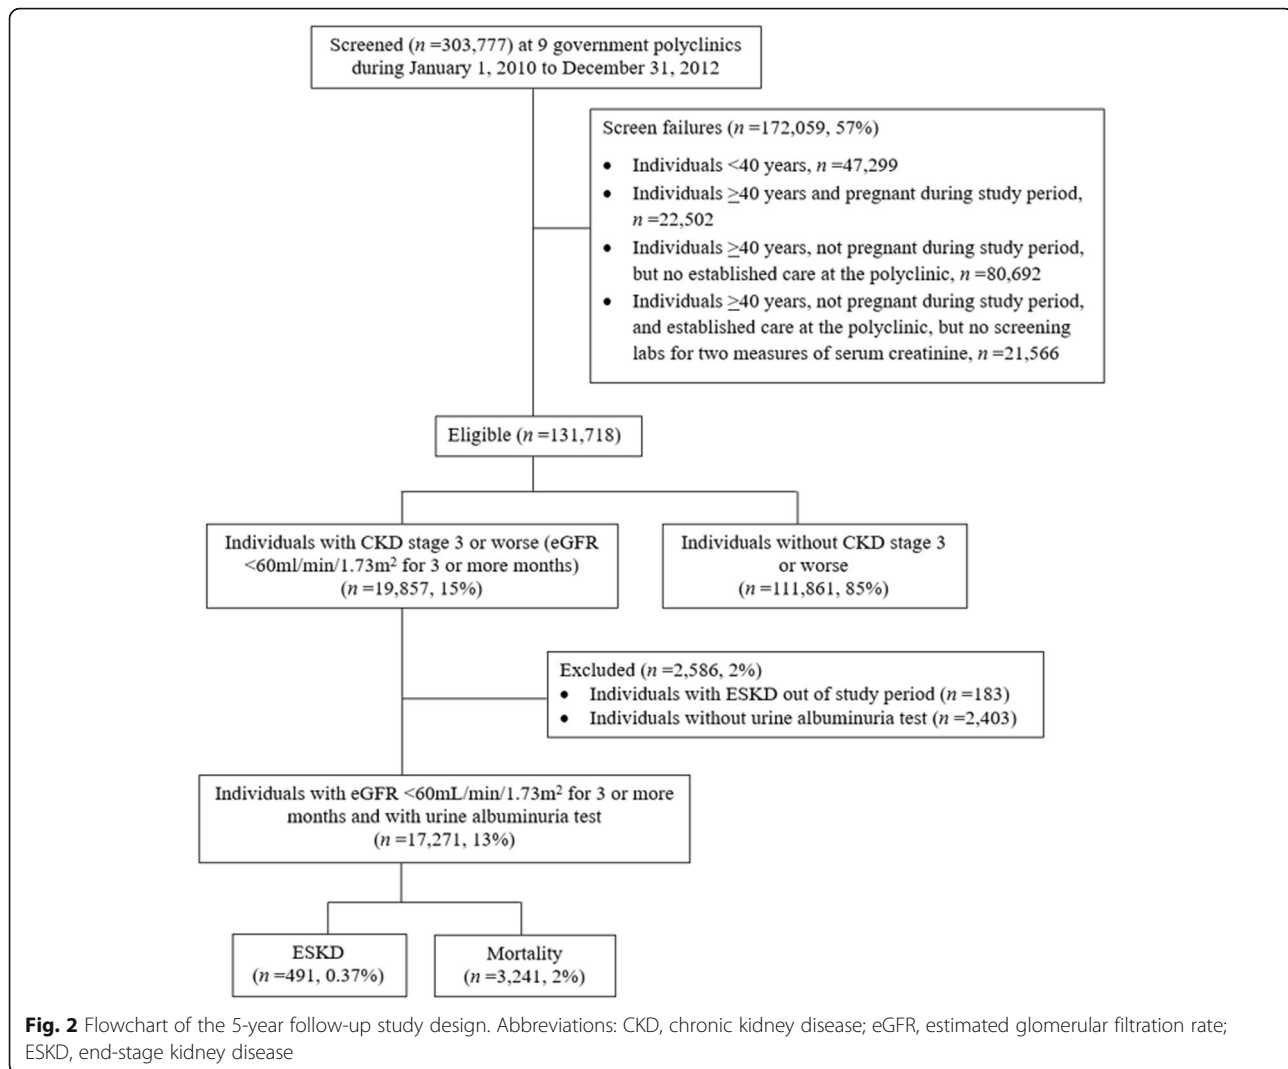 Screened (n =303,777) at 9 government polyclinics
during January 1, 2010 to December 31, 2012
Screen failures (n =172,059, 57%)
• Individuals <40 years, n =47,299
• Individuals ≥40 years and pregnant during study period,
n =22,502
• Individuals ≥40 years, not pregnant during study period,
but no established care at the polyclinic, n =80,692
• Individuals ≥40 years, not pregnant during study period,
and established care at the polyclinic, but no screening
labs for two measures of serum creatinine, n =21,566
Eligible (n =131,718)
Individuals with CKD stage 3 or worse (eGFR
<60ml/min/1.73m² for 3 or more months)
(n =19,857, 15%)
Individuals without CKD stage 3
or worse
(n =111,861, 85%)
Excluded (n =2,586, 2%)
• Individuals with ESKD out of study period (n =183)
• Individuals without urine albuminuria test (n =2,403)
Individuals with eGFR <60mL/min/1.73m² for 3 or more
months and with urine albuminuria test
(n =17,271, 13%)
ESKD
(n =491, 0.37%)
Mortality
(n =3,241, 2%)
Fig. 2 Flowchart of the 5-year follow-up study design. Abbreviations: CKD, chronic kidney disease; eGFR, estimated glomerular filtration rate;
ESKD, end-stage kidney disease